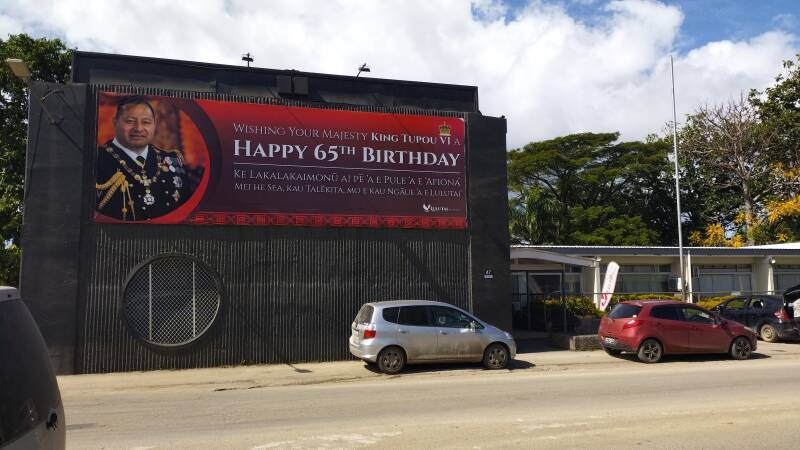 WISHING YOUR MAJESTY KING TUPOU VI A
HAPPY 65TH BIRTHDAY
KE LAKALAKAIMONŪ AI PĒ 'A E PULE 'A E 'AFIONÁ
MEI HE SEA, KAU TALĒKITA, MO E KAU NGĀUE 'A E LULUTAI
47